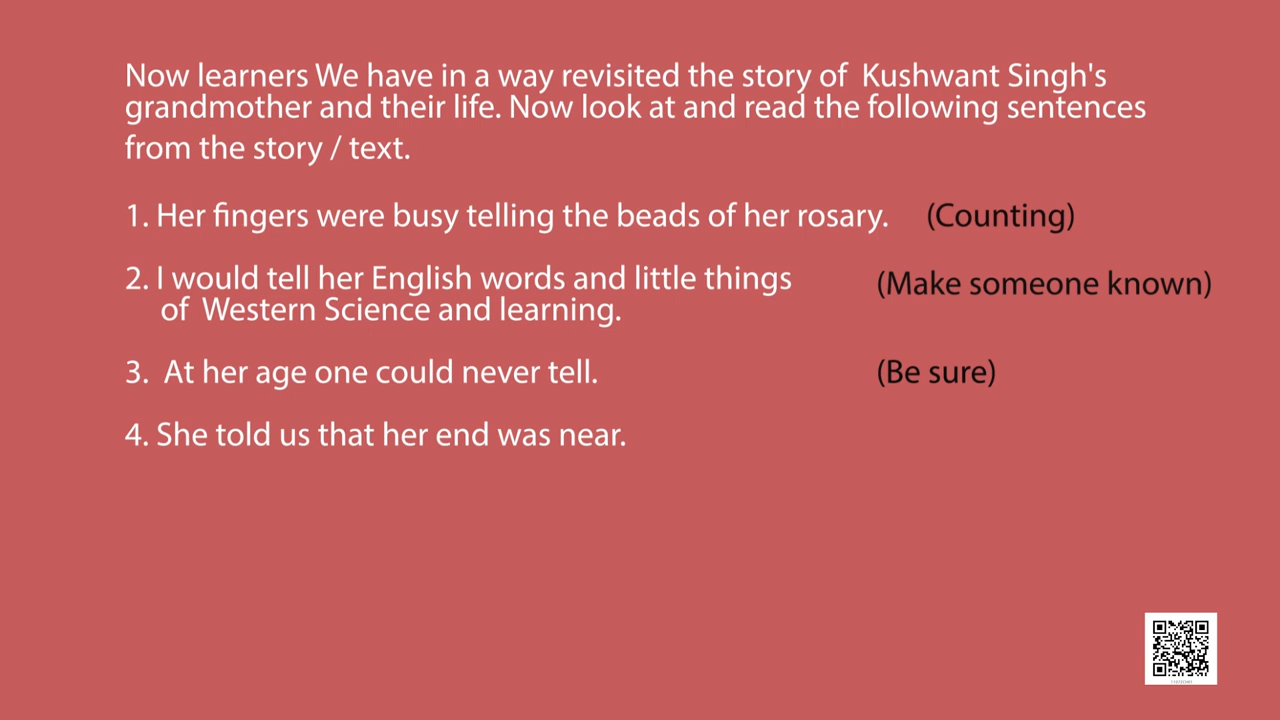 Now learners We have in a way revisited the story of Kushwant Singh's
grandmother and their life. Now look at and read the following sentences
from the story / text.
1. Her fingers were busy telling the beads of her rosary. (Counting)
2. I would tell her English words and little things (Make someone known)
of Western Science and learning.
3. At her age one could never tell. (Be sure)
4. She told us that her end was near.